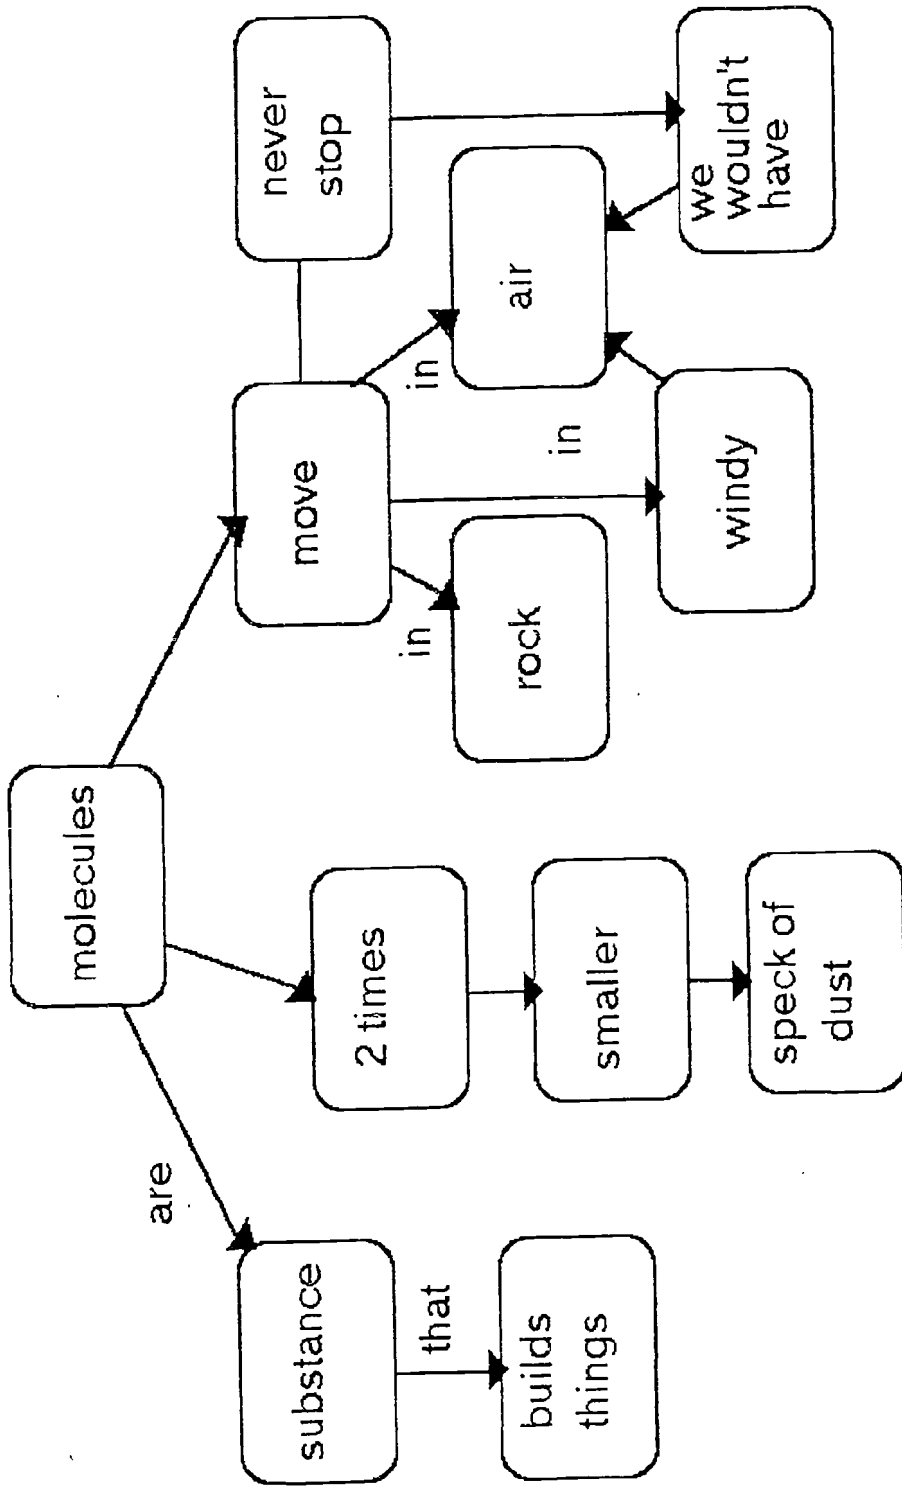 molecules
are
substance
that
builds
things
2 times
smaller
speck of
dust
move
never
stop
in
rock
in
air
in
windy
we
wouldn't
have